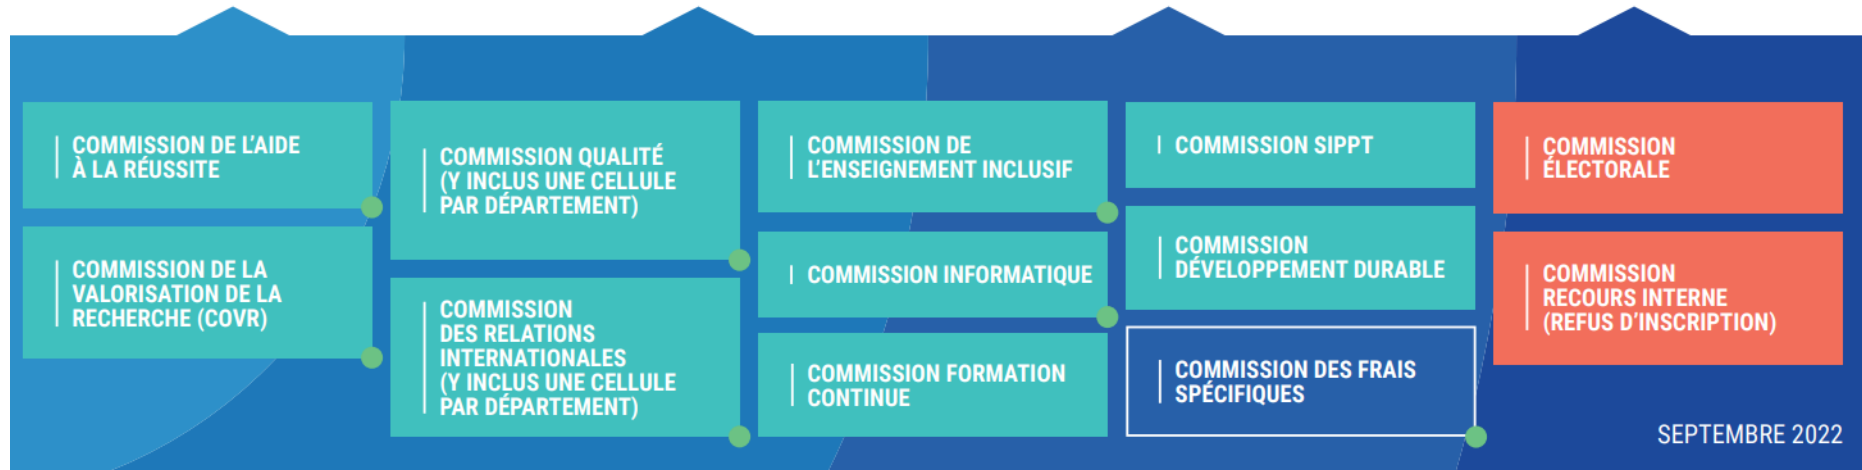 COMMISSION DE L'AIDE
À LA RÉUSSITE
COMMISSION DE LA
VALORISATION DE LA
RECHERCHE (COVR)
COMMISSION QUALITÉ
(Y INCLUS UNE CELLULE
PAR DÉPARTEMENT)
COMMISSION
DES RELATIONS
INTERNATIONALES
(Y INCLUS UNE CELLULE
PAR DÉPARTEMENT)
COMMISSION DE
L'ENSEIGNEMENT INCLUSIF
COMMISSION INFORMATIQUE
COMMISSION FORMATION
CONTINUE
COMMISSION SIPPT
COMMISSION
DÉVELOPPEMENT DURABLE
COMMISSION DES FRAIS
SPÉCIFIQUES
COMMISSION
ÉLECTORALE
COMMISSION
RECOURS INTERNE
(REFUS D'INSCRIPTION)
SEPTEMBRE 2022